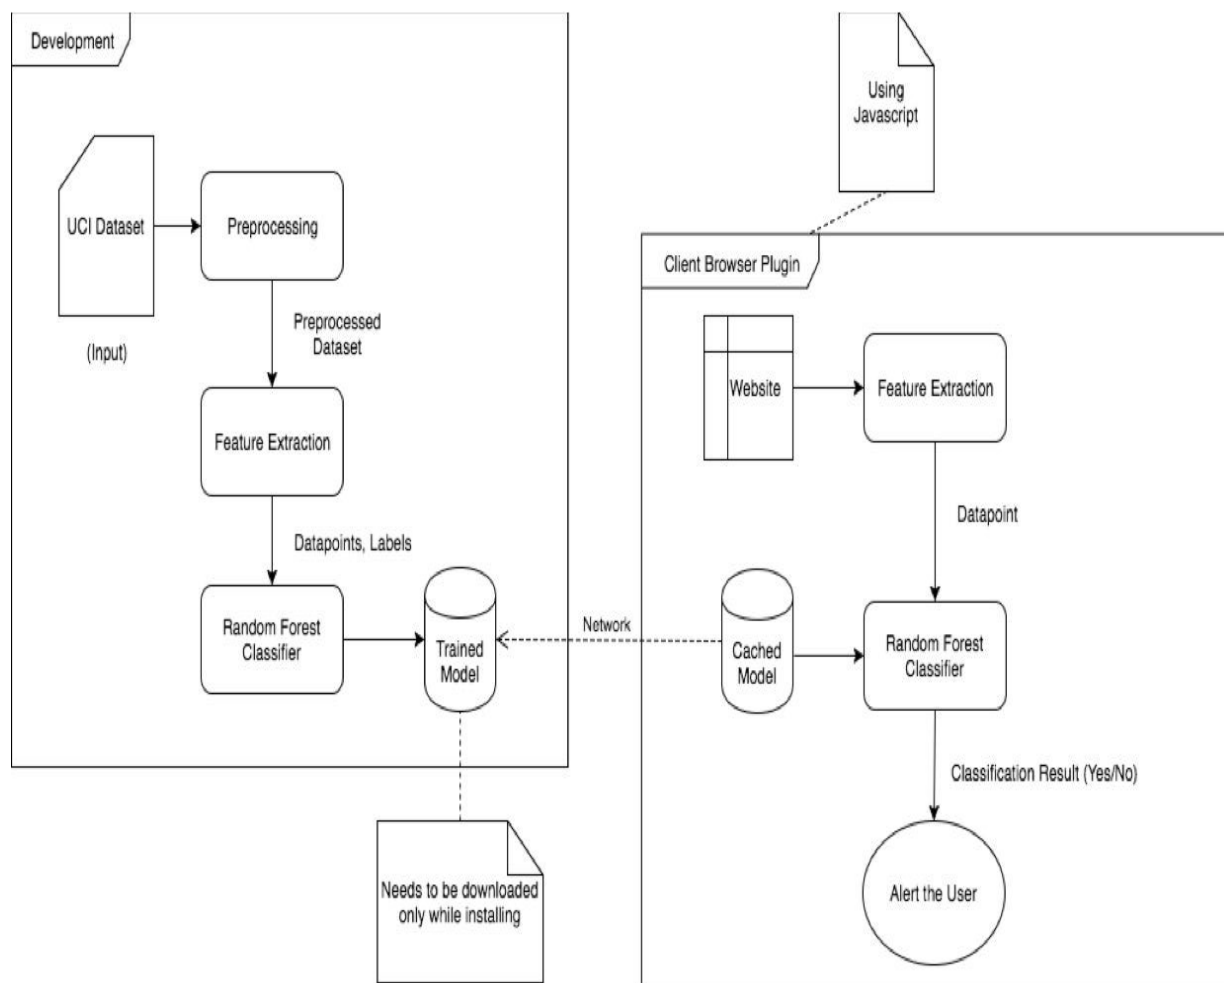 Development
UCI Dataset
(Input)
Preprocessing
Preprocessed
Dataset
Feature Extraction
Datapoints, Labels
Random Forest
Classifier
Trained
Model
Needs to be downloaded
only while installing
Network
Using
Javascript
Client Browser Plugin
Website
Feature Extraction
Datapoint
Cached
Model
Random Forest
Classifier
Classification Result (Yes/No)
Alert the User